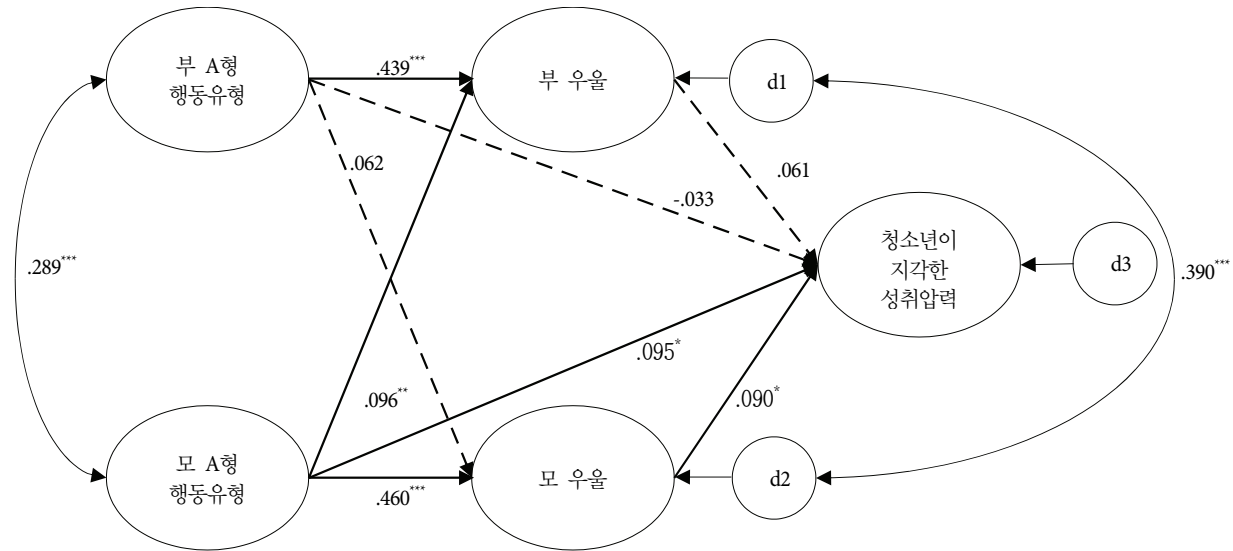 부 A형
행동유형
.439***
부 우울
d1
.062
-.033
.061
.289***
청소년이
지각한
성취압력
d3
.390***
.095*
.096**
.090*
모 A형
행동유형
.460***
모 우울
d2